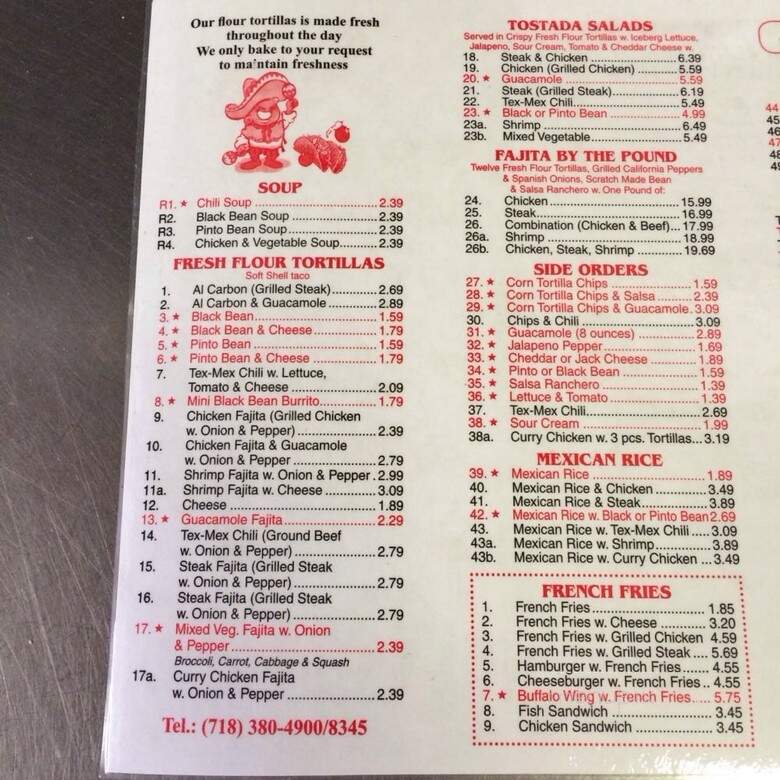 Our flour tortillas is made fresh
throughout the day
We only bake to your request
to maintain freshness
SOUP
R1. ★ Chili Soup ..................... 2.39
R2. Black Bean Soup ............... 2.39
R3. Pinto Bean Soup ............... 2.39
R4. Chicken & Vegetable Soup.......... 2.39
FRESH FLOUR TORTILLAS
Soft Shell taco
1. Al Carbon (Grilled Steak)............ 2.69
2. Al Carbon & Guacamole ............ 2.89
3. ★ Black Bean............................ 1.59
4. ★ Black Bean & Cheese............... 1.79
5. ★ Pinto Bean ........................... 1.59
6. ★ Pinto Bean & Cheese .............. 1.79
7. Tex-Mex Chili w. Lettuce,
Tomato & Cheese .................... 2.09
8. ★ Mini Black Bean Burrito............. 1.79
9. Chicken Fajita (Grilled Chicken
w. Onion & Pepper).................... 2.39
10. Chicken Fajita & Guacamole
w. Onion & Pepper .................... 2.79
11. Shrimp Fajita w. Onion & Pepper . 2.99
11a. Shrimp Fajita w. Cheese ............ 3.09
12. Cheese ................................. 1.89
13. ★ Guacamole Fajita.................... 2.29
14. Tex-Mex Chili (Ground Beef
w. Onion & Pepper) ................... 2.79
15. Steak Fajita (Grilled Steak
w. Onion & Pepper) ................... 2.79
16. Steak Fajita (Grilled Steak
w. Onion & Pepper) ................... 2.79
17. ★ Mixed Veg. Fajita w. Onion
& Pepper................................ 2.39
Broccoli, Carrot, Cabbage & Squash
17a. Curry Chicken Fajita
w. Onion & Pepper .................... 2.39
Tel.: (718) 380-4900/8345
TOSTADA SALADS
Served in Crispy Fresh Flour Tortillas w. Iceberg Lettuce,
Jalapeno, Sour Cream, Tomato & Cheddar Cheese w.
18. Steak & Chicken ..................... 6.39
19. Chicken (Grilled Chicken) .......... 5.59
20. ★ Guacamole .......................... 5.59
21. Steak (Grilled Steak)................ 6.19
22. Tex-Mex Chili......................... 5.49
23. ★ Black or Pinto Bean ............... 4.99
23a. Shrimp ................................ 6.49
23b. Mixed Vegetable..................... 5.49
FAJITA BY THE POUND
Twelve Fresh Flour Tortillas, Grilled California Peppers
& Spanish Onions, Scratch Made Bean
& Salsa Ranchero w. One Pound of:
24. Chicken............................... 15.99
25. Steak.................................. 16.99
26. Combination (Chicken & Beef)... 17.99
26a. Shrimp ............................... 18.99
26b. Chicken, Steak, Shrimp ........... 19.69
SIDE ORDERS
27. ★ Corn Tortilla Chips ................ 1.59
28. ★ Corn Tortilla Chips & Salsa ....... 2.39
29. ★ Corn Tortilla Chips & Guacamole. 3.09
30. Chips & Chili ......................... 3.09
31. ★ Guacamole (8 ounces) ............ 2.89
32. ★ Jalapeno Pepper.................... 1.69
33. ★ Cheddar or Jack Cheese .......... 1.89
34. ★ Pinto or Black Bean ................ 1.59
35. ★ Salsa Ranchero ..................... 1.39
36. ★ Lettuce & Tomato ................... 1.39
37. Tex-Mex Chili......................... 2.69
38. ★ Sour Cream .......................... 1.99
38a. Curry Chicken w. 3 pcs. Tortillas... 3.19
MEXICAN RICE
39. ★ Mexican Rice ........................ 1.89
40. Mexican Rice & Chicken............ 3.49
41. Mexican Rice & Steak............... 3.89
42. ★ Mexican Rice w. Black or Pinto Bean 2.69
43. Mexican Rice w. Tex-Mex Chili ..... 3.09
43a. Mexican Rice w. Shrimp............ 3.89
43b. Mexican Rice w. Curry Chicken ... 3.49
FRENCH FRIES
1. French Fries........................... 1.85
2. French Fries w. Cheese ............. 3.20
3. French Fries w. Grilled Chicken 4.59
4. French Fries w. Grilled Steak .... 5.69
5. Hamburger w. French Fries....... 4.55
6. Cheeseburger w. French Fries.. 4.55
7. ★ Buffalo Wing w. French Fries.... 5.75
8. Fish Sandwich ....................... 3.45
9. Chicken Sandwich .................. 3.45
44
45
46
47
48